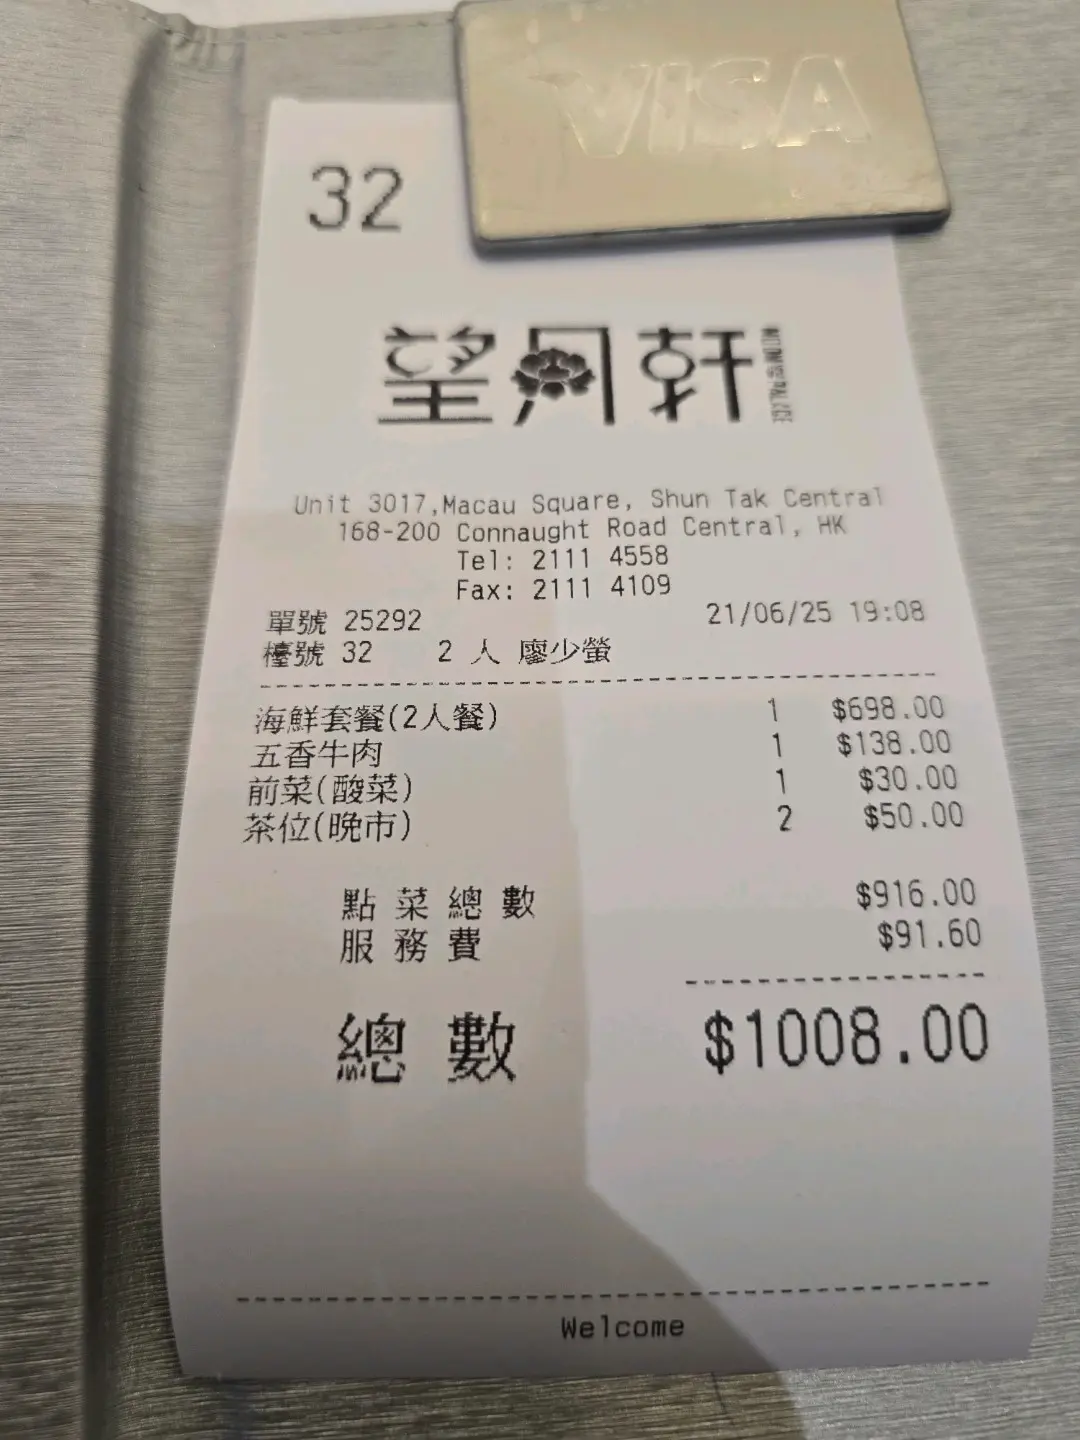 VISA
32
望月軒
Unit 3017,Macau Square, Shun Tak Central
168-200 Connaught Road Central, HK
Tel: 2111 4558
Fax: 2111 4109
單號 25292 21/06/25 19:08
檯號 32 2 人 廖少螢
海鮮套餐(2人餐) 1 $698.00
五香牛肉 1 $138.00
前菜(酸菜) 1 $30.00
茶位(晚市) 2 $50.00
點菜總數 $916.00
服務費 $91.60
總數 $1008.00
Welcome